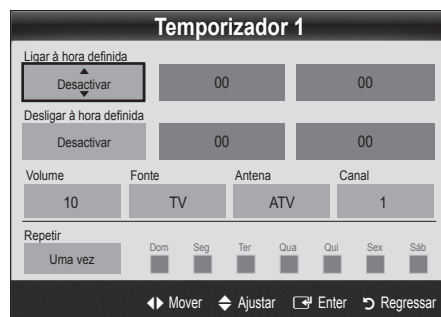 Temporizador 1
Ligar à hora definida
Desactivar 00 00
Desligar à hora definida
Desactivar 00 00
Volume Fonte Antena Canal
10 TV ATV 1
Repetir
Dom Seg Ter Qua Qui Sex Sáb
Uma vez
Mover Ajustar Enter Regressar